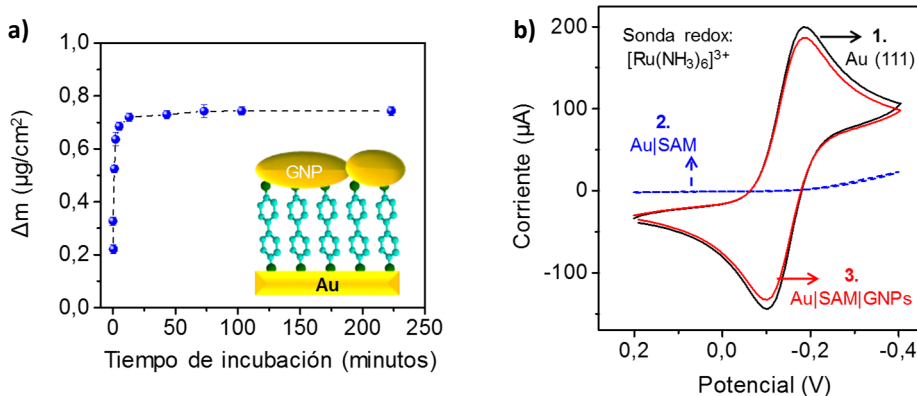 a)
Δm (µg/cm²)
1,0
0,8
0,6
0,4
0,2
0,0
GNP
Au
0 50 100 150 200 250
Tiempo de incubación (minutos)
b)
Corriente (µA)
200
100
0
-100
Sonda redox:
[Ru(NH₃)₆]³⁺
1.
Au (111)
2.
Au|SAM
3.
Au|SAM|GNPs
0,2 0,0 -0,2 -0,4
Potencial (V)